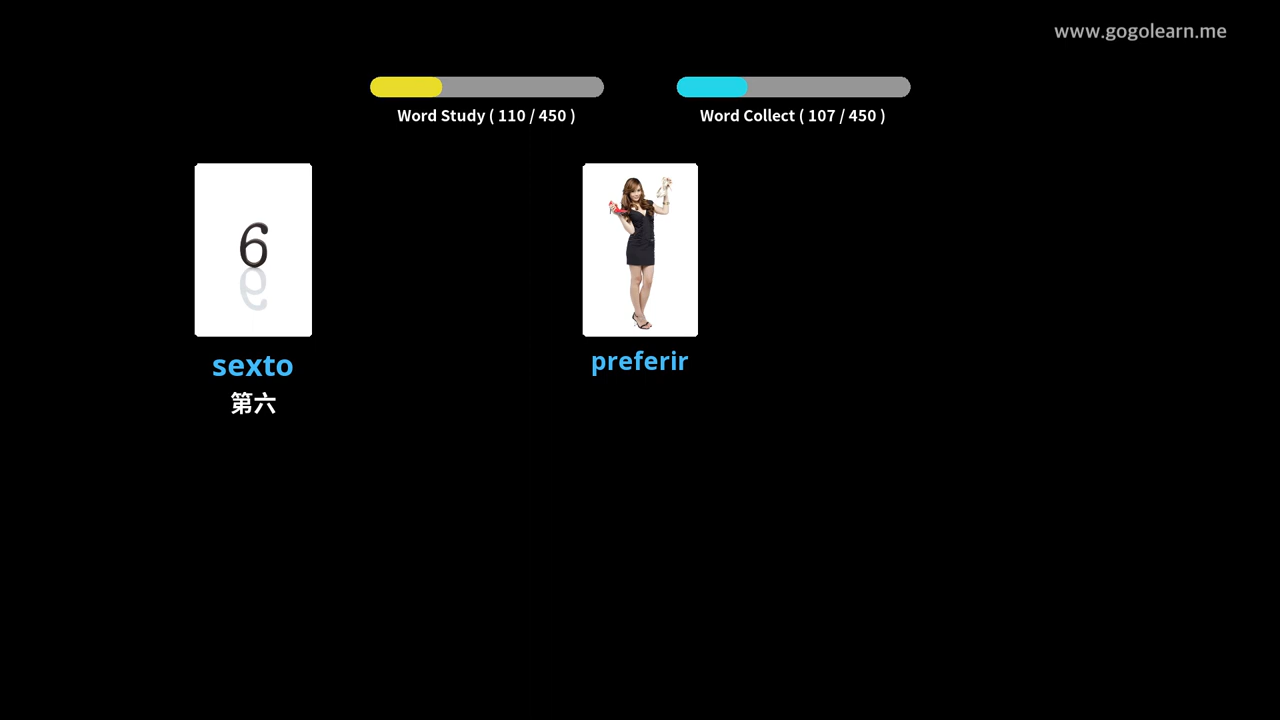 www.gogolearn.me
Word Study ( 110 / 450 )
Word Collect ( 107 / 450 )
6
sexto
第六
preferir